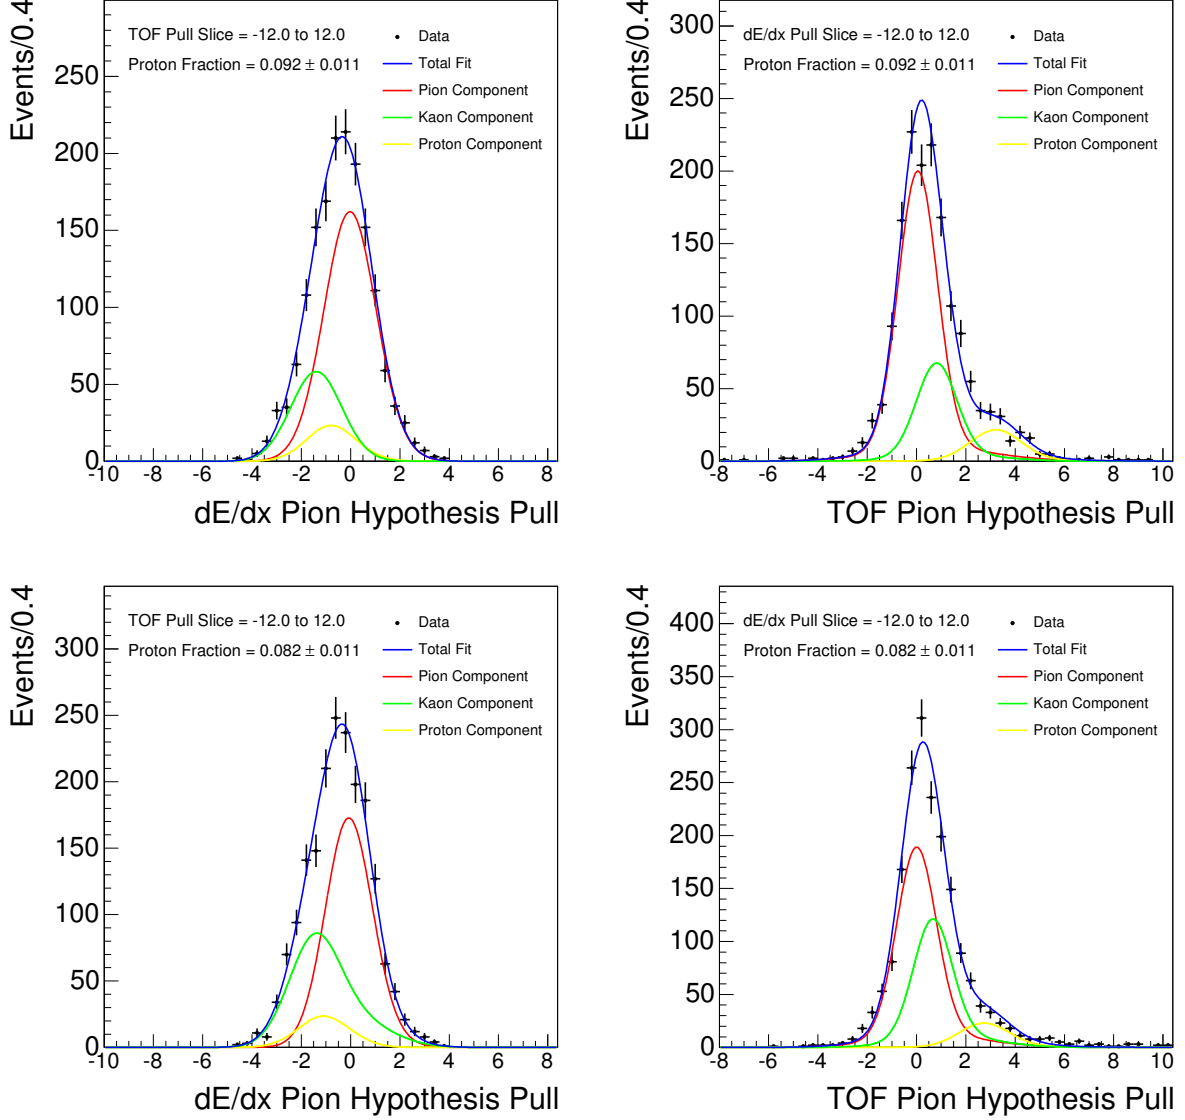 Events/0.4
TOF Pull Slice = -12.0 to 12.0
Proton Fraction = 0.092 ± 0.011
Data
Total Fit
Pion Component
Kaon Component
Proton Component
250
200
150
100
50
0
-10 -8 -6 -4 -2 0 2 4 6 8
dE/dx Pion Hypothesis Pull
Events/0.4
dE/dx Pull Slice = -12.0 to 12.0
Proton Fraction = 0.092 ± 0.011
Data
Total Fit
Pion Component
Kaon Component
Proton Component
300
250
200
150
100
50
0
-8 -6 -4 -2 0 2 4 6 8 10
TOF Pion Hypothesis Pull
Events/0.4
TOF Pull Slice = -12.0 to 12.0
Proton Fraction = 0.082 ± 0.011
Data
Total Fit
Pion Component
Kaon Component
Proton Component
300
250
200
150
100
50
0
-10 -8 -6 -4 -2 0 2 4 6 8
dE/dx Pion Hypothesis Pull
Events/0.4
dE/dx Pull Slice = -12.0 to 12.0
Proton Fraction = 0.082 ± 0.011
Data
Total Fit
Pion Component
Kaon Component
Proton Component
400
350
300
250
200
150
100
50
0
-8 -6 -4 -2 0 2 4 6 8 10
TOF Pion Hypothesis Pull